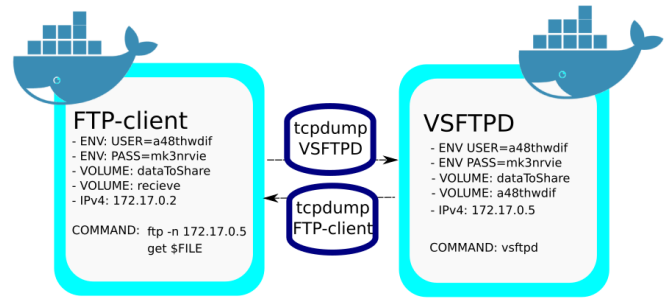 FTP-client
- ENV: USER=a48thwdif
- ENV: PASS=mk3nrvie
- VOLUME: dataToShare
- VOLUME: recieve
- IPv4: 172.17.0.2
COMMAND: ftp -n 172.17.0.5
get $FILE
tcpdump
VSFTPD
tcpdump
FTP-client
VSFTPD
- ENV USER=a48thwdif
- ENV PASS=mk3nrvie
- VOLUME: dataToShare
- VOLUME: a48thwdif
- IPv4: 172.17.0.5
COMMAND: vsftpd